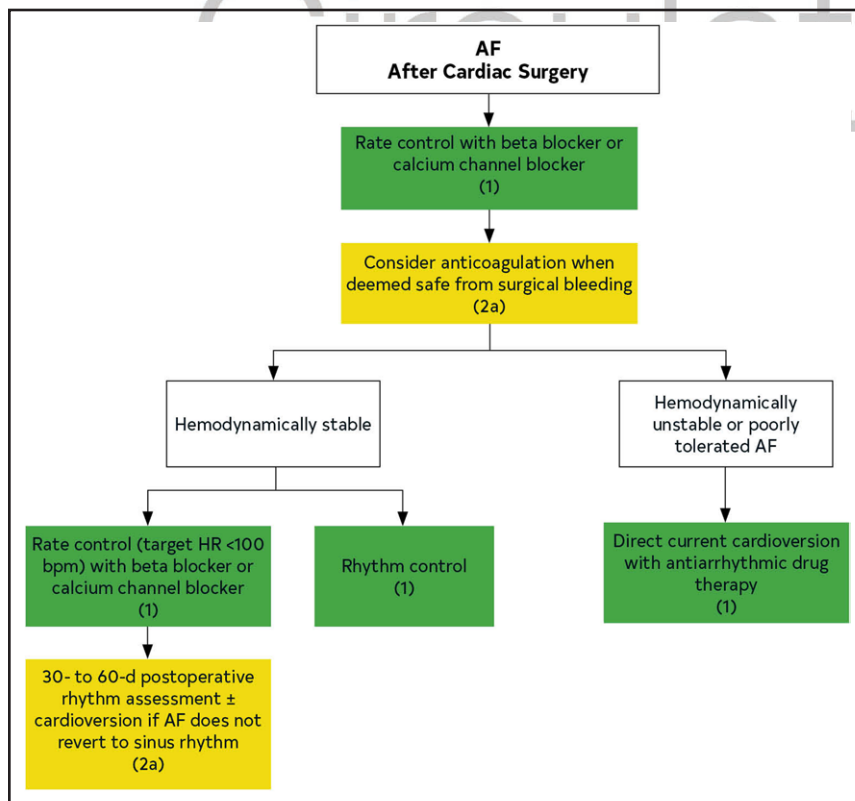 AF
After Cardiac Surgery
Rate control with beta blocker or
calcium channel blocker
(1)
Consider anticoagulation when
deemed safe from surgical bleeding
(2a)
Hemodynamically stable
Hemodynamically
unstable or poorly
tolerated AF
Rate control (target HR <100
bpm) with beta blocker or
calcium channel blocker
(1)
Rhythm control
(1)
Direct current cardioversion
with antiarrhythmic drug
therapy
(1)
30- to 60-d postoperative
rhythm assessment ±
cardioversion if AF does not
revert to sinus rhythm
(2a)